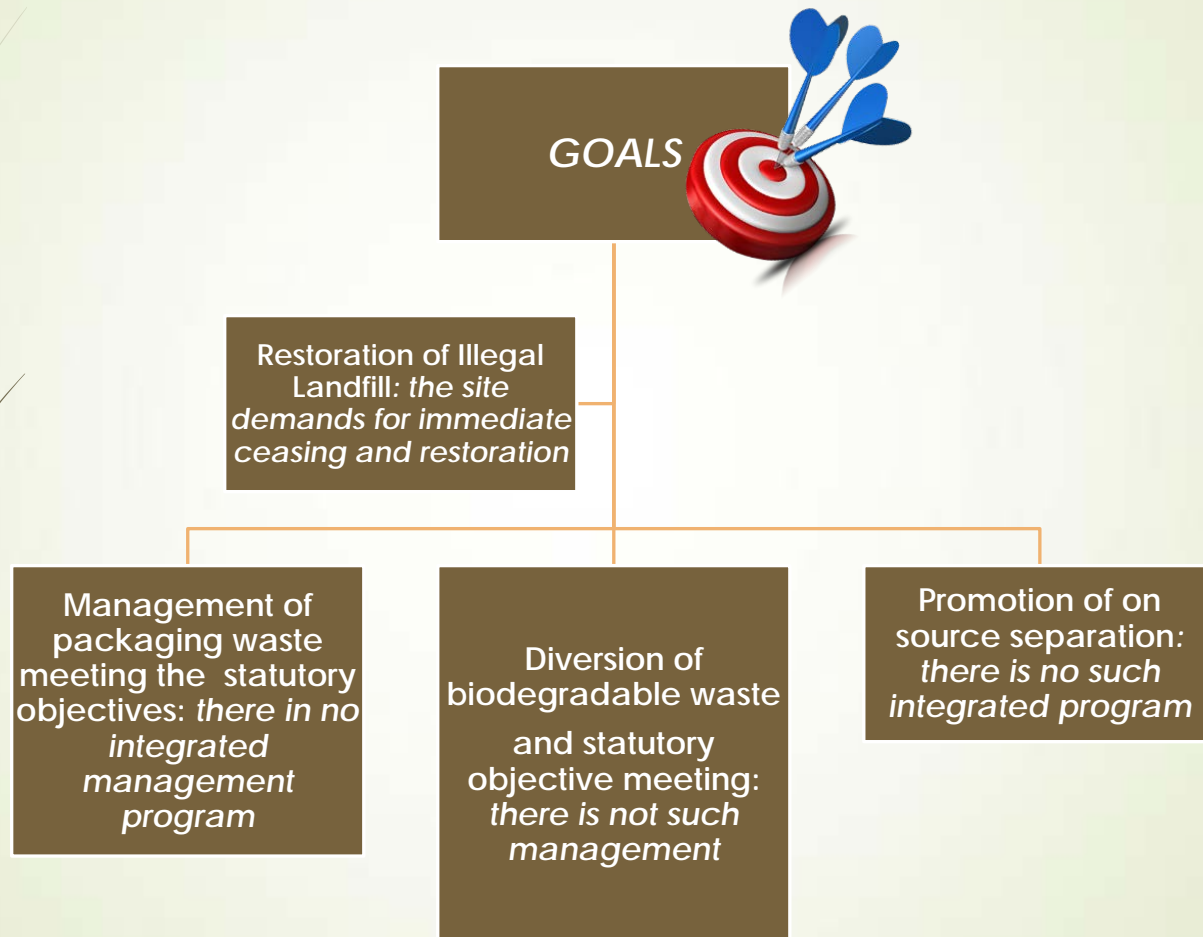 GOALS
Restoration of Illegal
Landfill: the site
demands for immediate
ceasing and restoration
Management of
packaging waste
meeting the statutory
objectives: there in no
integrated
management
program
Diversion of
biodegradable waste
and statutory
objective meeting:
there is not such
management
Promotion of on
source separation:
there is no such
integrated program